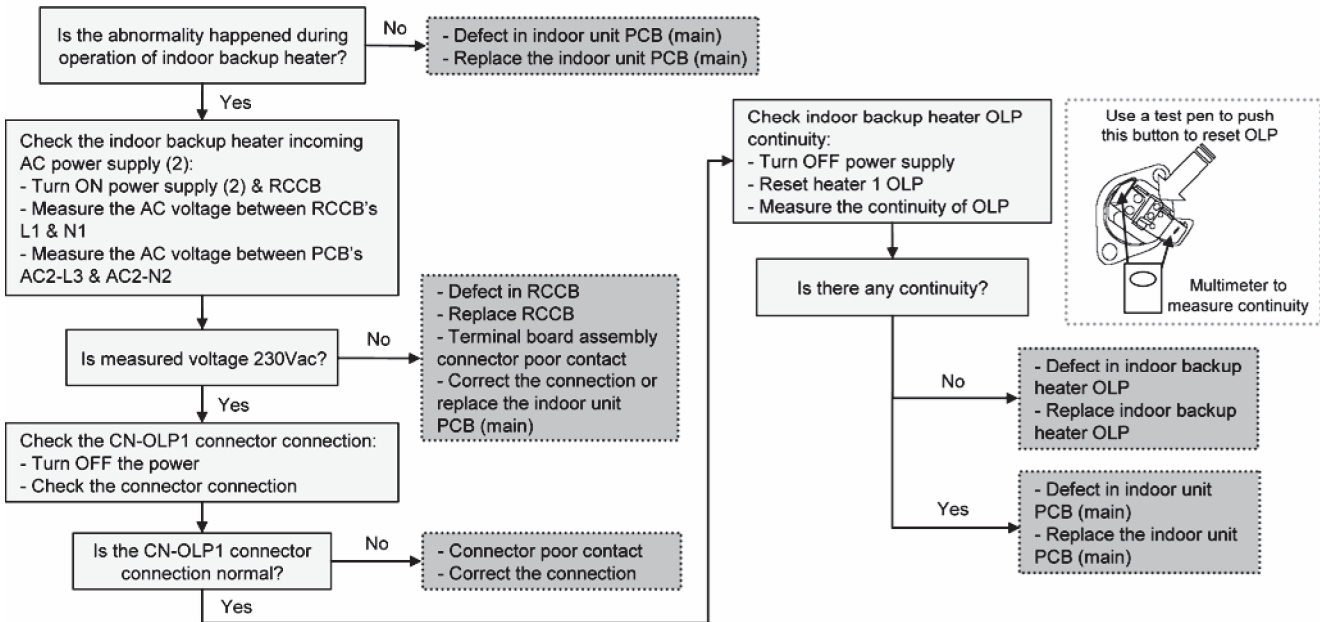 Is the abnormality happened during
operation of indoor backup heater?
No
- Defect in indoor unit PCB (main)
- Replace the indoor unit PCB (main)
Yes
Check the indoor backup heater incoming
AC power supply (2):
- Turn ON power supply (2) & RCCB
- Measure the AC voltage between RCCB's
L1 & N1
- Measure the AC voltage between PCB's
AC2-L3 & AC2-N2
Is measured voltage 230Vac?
No
- Defect in RCCB
- Replace RCCB
- Terminal board assembly
connector poor contact
- Correct the connection or
replace the indoor unit
PCB (main)
Yes
Check the CN-OLP1 connector connection:
- Turn OFF the power
- Check the connector connection
Is the CN-OLP1 connector
connection normal?
No
- Connector poor contact
- Correct the connection
Yes
Check indoor backup heater OLP
continuity:
- Turn OFF power supply
- Reset heater 1 OLP
- Measure the continuity of OLP
Use a test pen to push
this button to reset OLP
Multimeter to
measure continuity
Is there any continuity?
No
- Defect in indoor backup
heater OLP
- Replace indoor backup
heater OLP
Yes
- Defect in indoor unit
PCB (main)
- Replace the indoor unit
PCB (main)